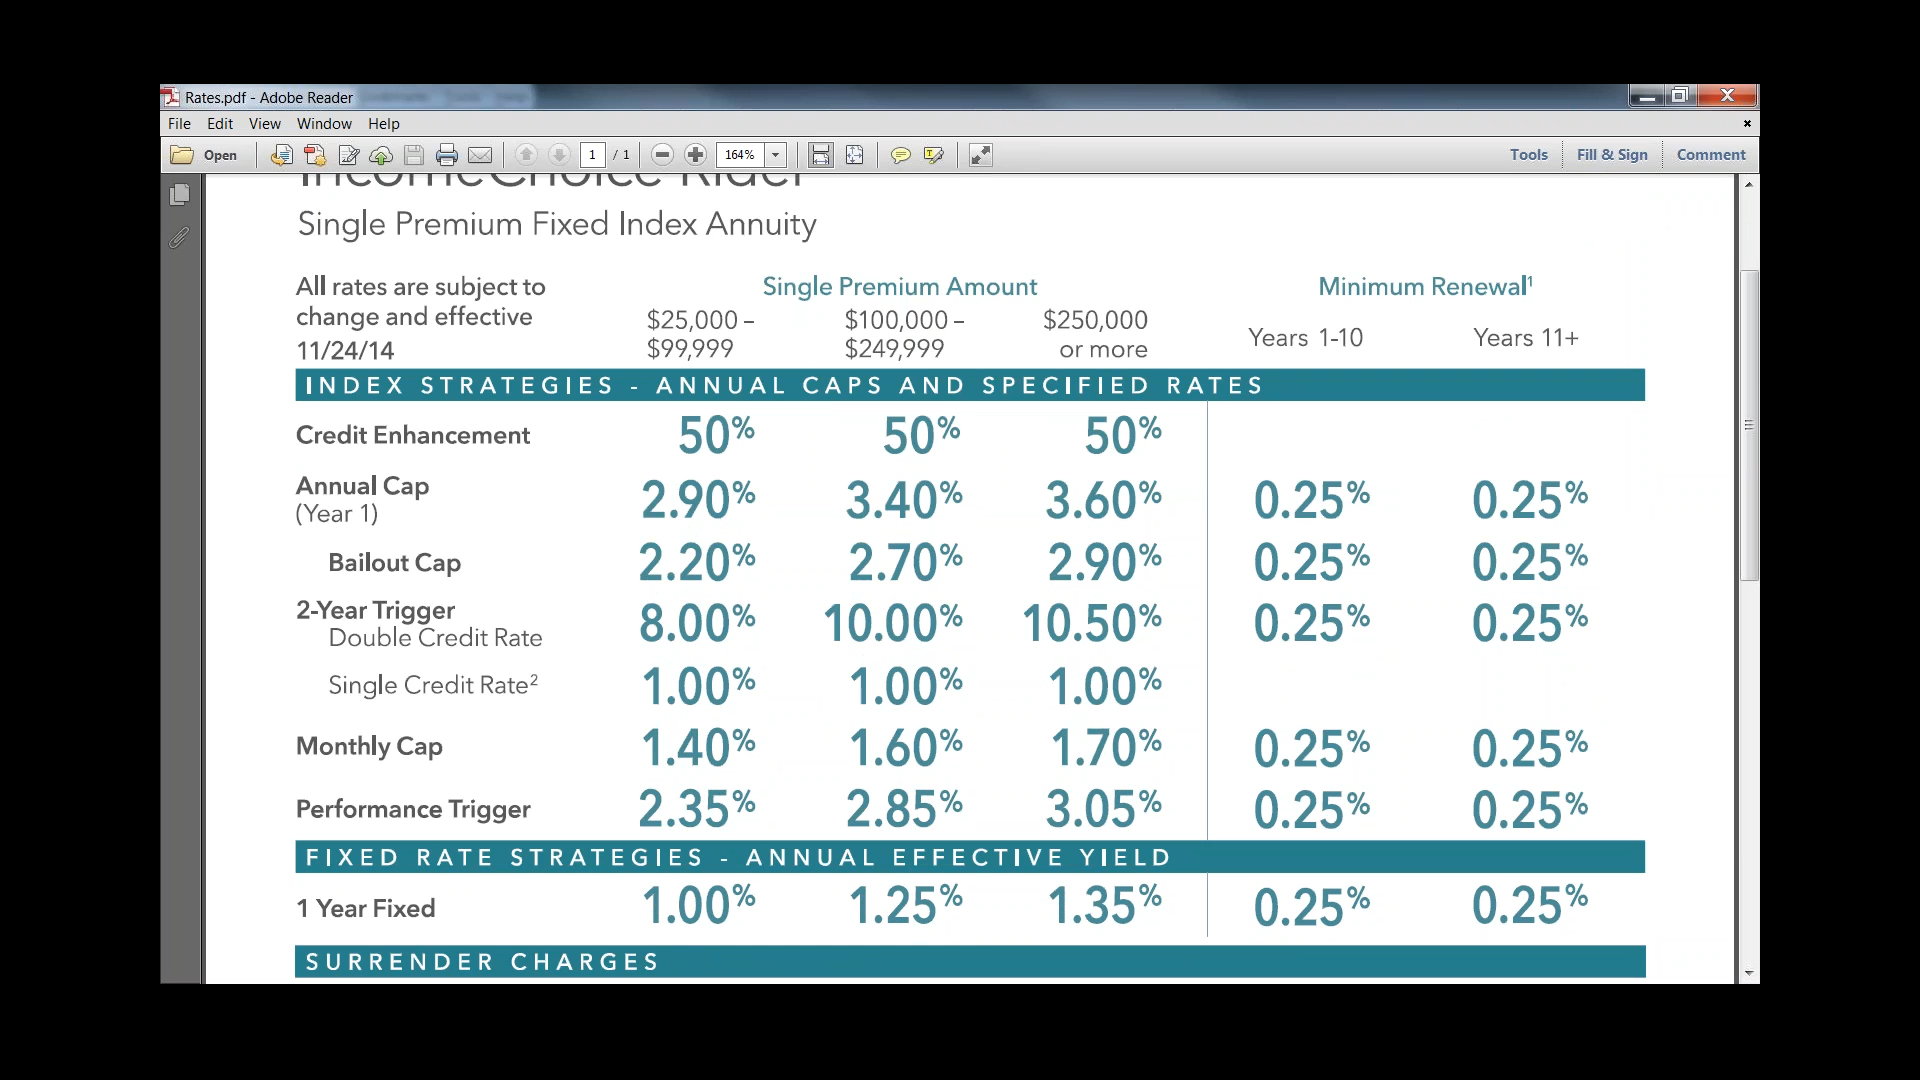 Rates.pdf - Adobe Reader
File Edit View Window Help
Open 1 / 1 164% Tools Fill & Sign Comment
IncomeChoice Rider
Single Premium Fixed Index Annuity
All rates are subject to
change and effective
11/24/14
Single Premium Amount Minimum Renewal¹
$25,000 – $100,000 – $250,000
$99,999 $249,999 or more
Years 1-10 Years 11+
INDEX STRATEGIES - ANNUAL CAPS AND SPECIFIED RATES
Credit Enhancement 50% 50% 50%
Annual Cap 2.90% 3.40% 3.60% 0.25% 0.25%
(Year 1)
Bailout Cap 2.20% 2.70% 2.90% 0.25% 0.25%
2-Year Trigger
Double Credit Rate 8.00% 10.00% 10.50% 0.25% 0.25%
Single Credit Rate² 1.00% 1.00% 1.00%
Monthly Cap 1.40% 1.60% 1.70% 0.25% 0.25%
Performance Trigger 2.35% 2.85% 3.05% 0.25% 0.25%
FIXED RATE STRATEGIES - ANNUAL EFFECTIVE YIELD
1 Year Fixed 1.00% 1.25% 1.35% 0.25% 0.25%
SURRENDER CHARGES